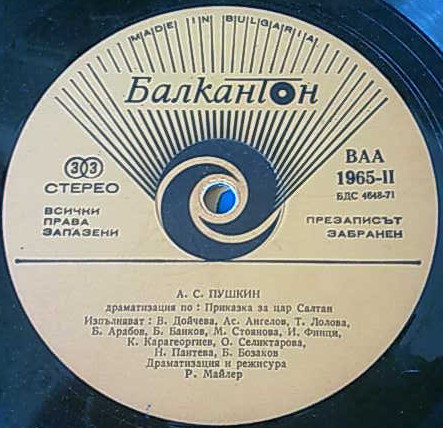 MADE IN BULGARIA
Балкантон
33
СТЕРЕО
ВАА
1965-II
БДС 4648-71
ВСИЧКИ
ПРАВА
ЗАПАЗЕНИ
ПРЕЗАПИСЪТ
ЗАБРАНЕН
А. С. ПУШКИН
драматизация по: Приказка за цар Салтан
Изпълняват: В. Дойчева, Ас. Ангелов, Т. Лолова,
Б. Арабов, Б. Банков, М. Стоянова, И. Финци,
К. Карагеоргиев, О. Селиктарова,
Н. Пантева, Б. Бозаков
Драматизация и режисура
Р. Майлер